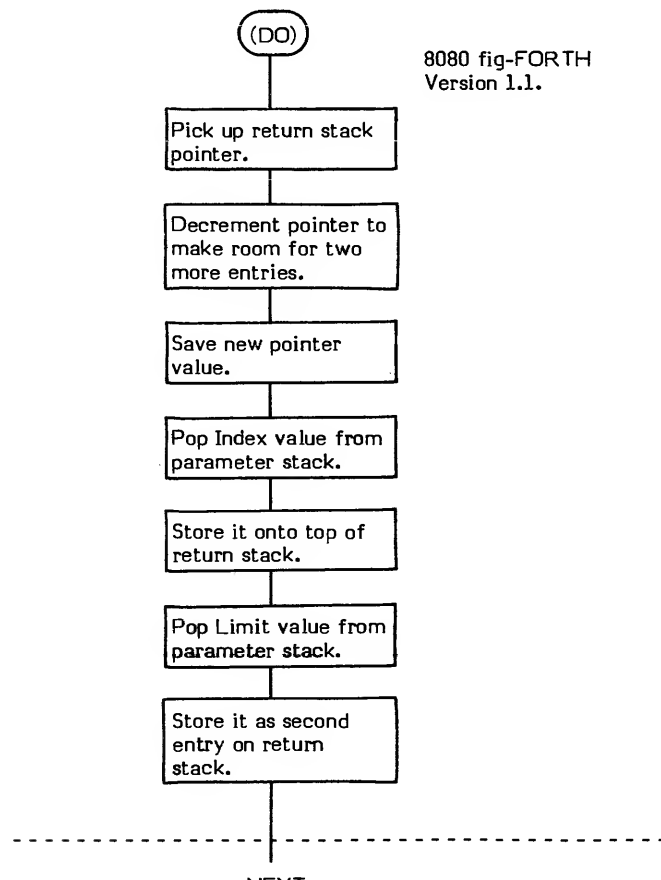 (DO)
8080 fig-FORTH
Version 1.1.
Pick up return stack
pointer.
Decrement pointer to
make room for two
more entries.
Save new pointer
value.
Pop Index value from
parameter stack.
Store it onto top of
return stack.
Pop Limit value from
parameter stack.
Store it as second
entry on return
stack.
NEXT